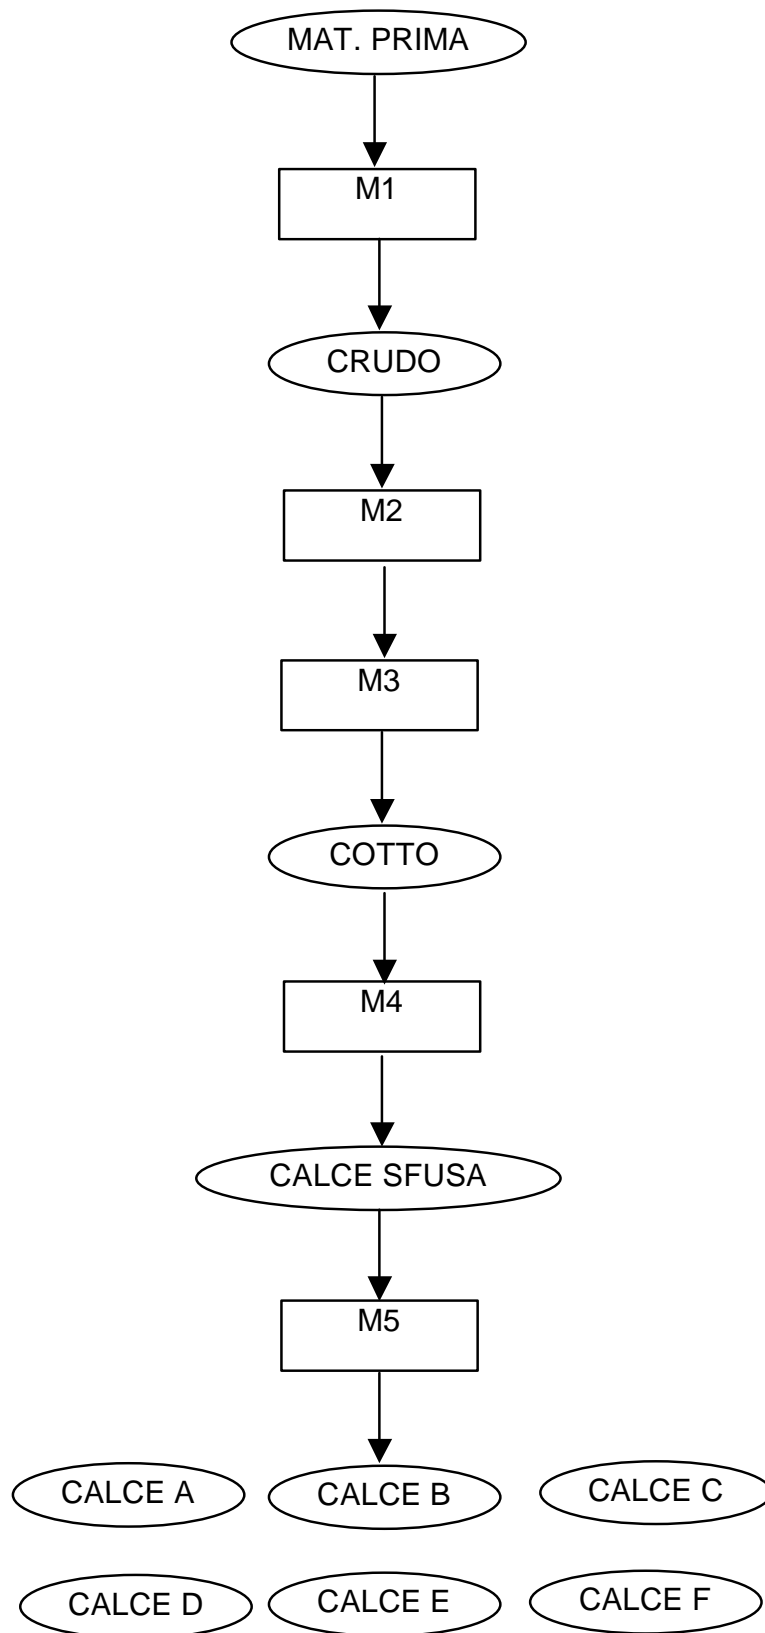 MAT. PRIMA
M1
CRUDO
M2
M3
COTTO
M4
CALCE SFUSA
M5
CALCE A
CALCE B
CALCE C
CALCE D
CALCE E
CALCE F